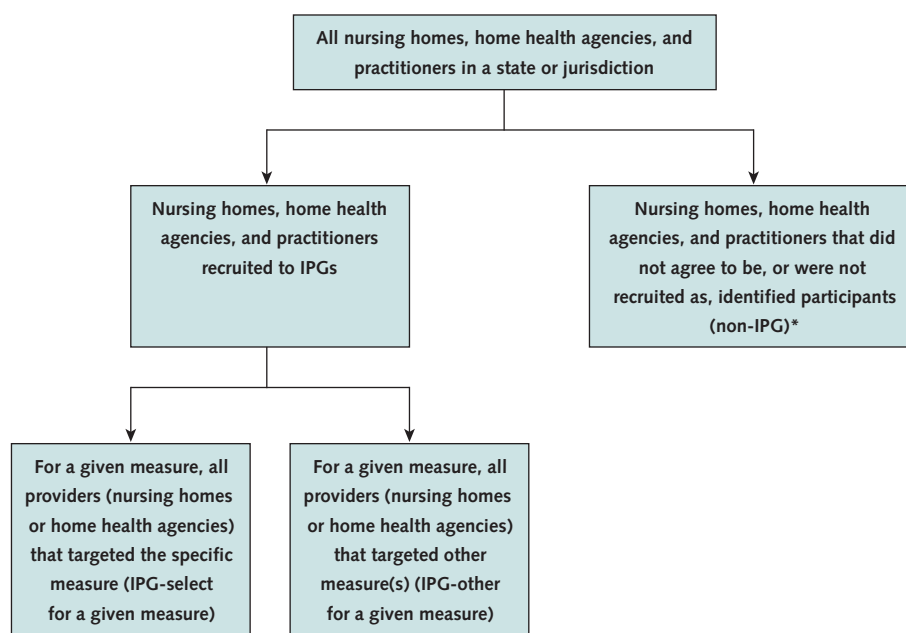 All nursing homes, home health agencies, and
practitioners in a state or jurisdiction
Nursing homes, home health
agencies, and practitioners
recruited to IPGs
Nursing homes, home health
agencies, and practitioners that did
not agree to be, or were not
recruited as, identified participants
(non-IPG)*
For a given measure, all
providers (nursing homes
or home health agencies)
that targeted the specific
measure (IPG-select
for a given measure)
For a given measure, all
providers (nursing homes
or home health agencies)
that targeted other
measure(s) (IPG-other
for a given measure)